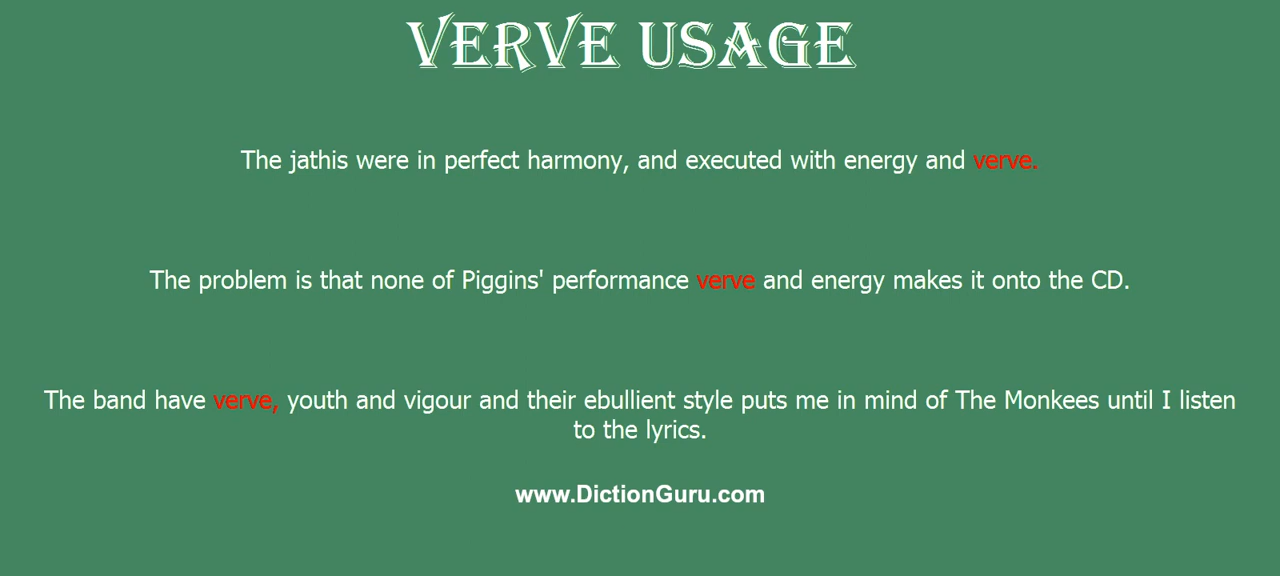 VERVE USAGE
The jathis were in perfect harmony, and executed with energy and verve.
The problem is that none of Piggins' performance verve and energy makes it onto the CD.
The band have verve, youth and vigour and their ebullient style puts me in mind of The Monkees until I listen
to the lyrics.
www.DictionGuru.com